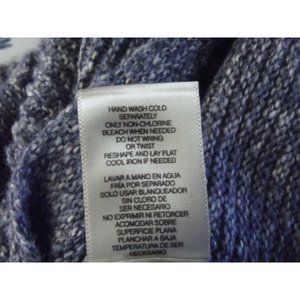 HAND WASH COLD
SEPARATELY
ONLY NON-CHLORINE
BLEACH WHEN NEEDED
DO NOT WRING
OR TWIST
RESHAPE AND LAY FLAT
COOL IRON IF NEEDED
LAVAR A MANO EN AGUA
FRIA POR SEPARADO
SOLO USAR BLANQUEADOR
SIN CLORO DE
SER NECESARIO
NO EXPRIMIR NI RETORCER
ACOMODAR SOBRE
SUPERFICIE PLANA
PLANCHAR A BAJA
TEMPERATURA DE SER
NECESARIO